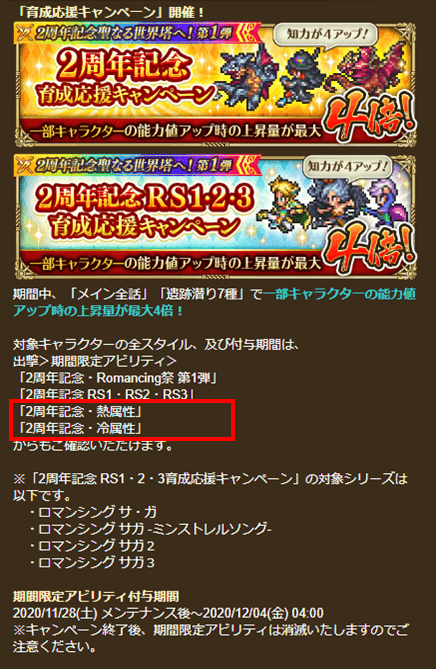 「育成応援キャンペーン」開催！
2周年記念聖なる世界塔へ！第1弾
知力が4アップ！
2周年記念
育成応援キャンペーン
一部キャラクターの能力値アップ時の上昇量が最大4倍！
2周年記念聖なる世界塔へ！第1弾
知力が4アップ！
2周年記念 RS1･2･3
育成応援キャンペーン
一部キャラクターの能力値アップ時の上昇量が最大4倍！
期間中、「メイン全話」「遺跡潜り7種」で一部キャラクターの能力値
アップ時の上昇量が最大4倍！
対象キャラクターの全スタイル、及び付与期間は、
出撃＞期間限定アビリティ＞
「2周年記念・Romancing祭 第1弾」
「2周年記念 RS1・RS2・RS3」
「2周年記念・熱属性」
「2周年記念・冷属性」
からもご確認いただけます。
※「2周年記念 RS1・2・3育成応援キャンペーン」の対象シリーズは
以下です。
・ロマンシング サ・ガ
・ロマンシング サガ -ミンストレルソング-
・ロマンシング サガ２
・ロマンシング サガ３
期間限定アビリティ付与期間
2020/11/28(土) メンテナンス後～2020/12/04(金) 04:00
※キャンペーン終了後、期間限定アビリティは消滅いたしますのでご
注意ください。